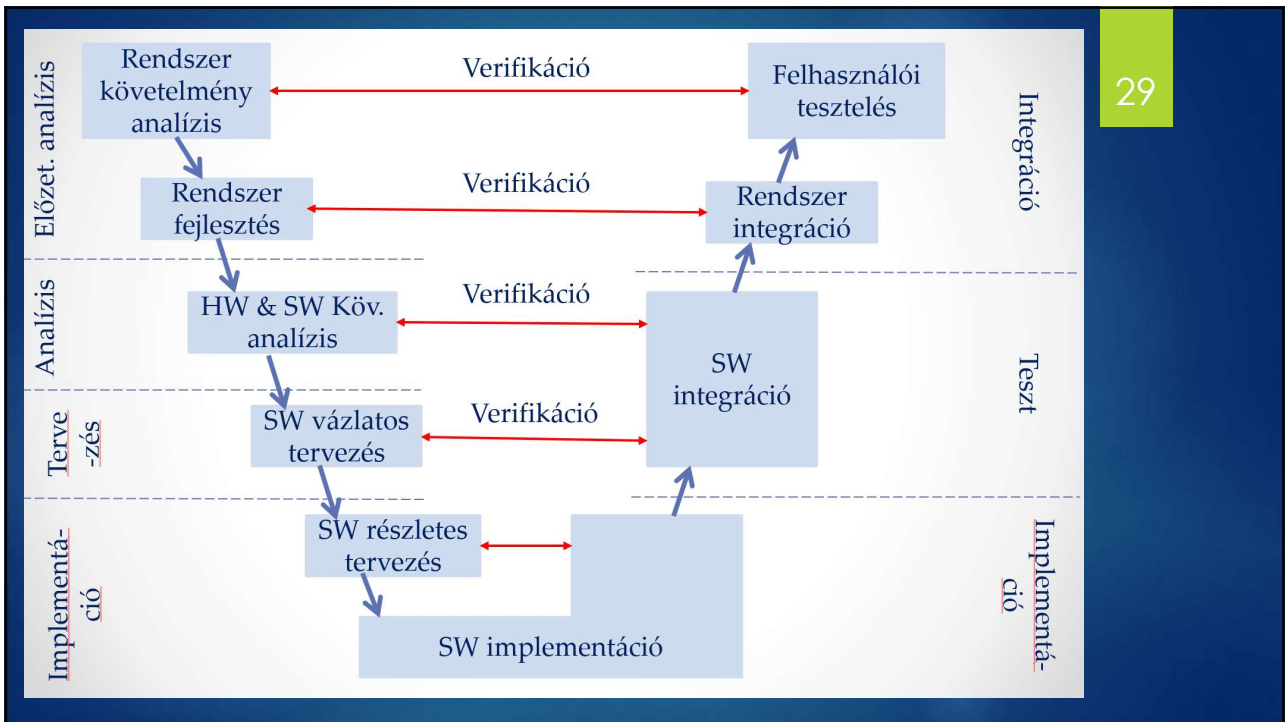 29
Előzet. analízis
Rendszer
követelmény
analízis
Verifikáció
Felhasználói
tesztelés
Integráció
Rendszer
fejlesztés
Verifikáció
Rendszer
integráció
Analízis
HW & SW Köv.
analízis
Verifikáció
SW
integráció
Teszt
Terve
-zés
SW vázlatos
tervezés
Verifikáció
Implementá-
ció
SW részletes
tervezés
SW implementáció
Implementá-
ció